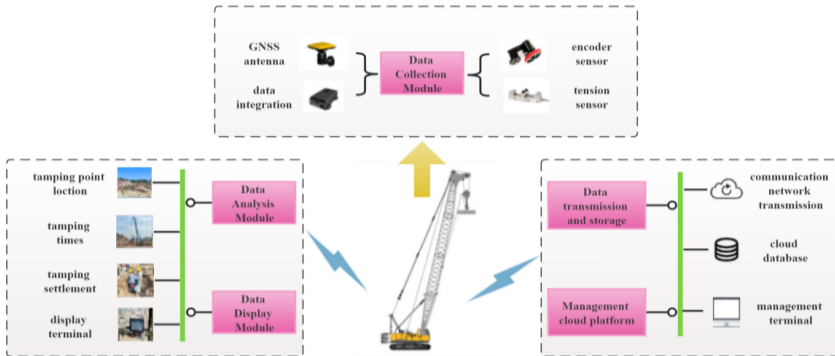 GNSS
antenna
data
integration
Data
Collection
Module
encoder
sensor
tension
sensor
tamping point
loction
tamping
times
tamping
settlement
display
terminal
Data
Analysis
Module
Data
Display
Module
Data
transmission
and storage
Management
cloud platform
communication
network
transmission
cloud
database
management
terminal